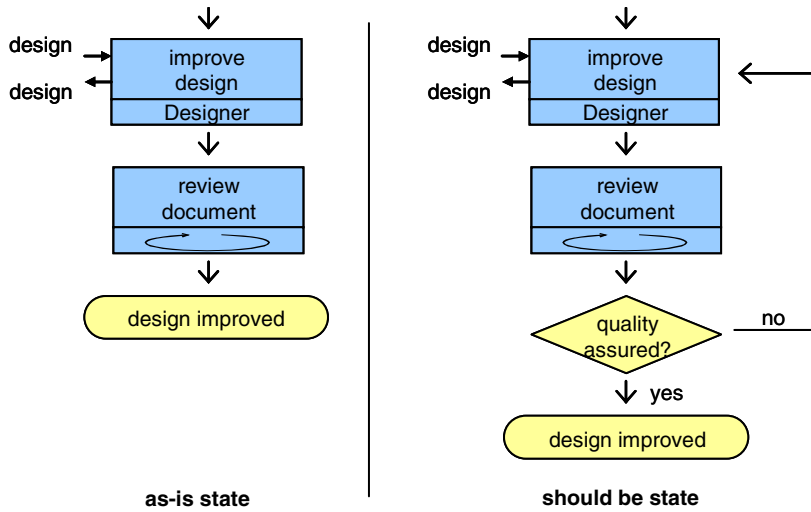 design
design
improve
design
Designer
review
document
design improved
as-is state
design
design
improve
design
Designer
review
document
quality
assured?
no
yes
design improved
should be state